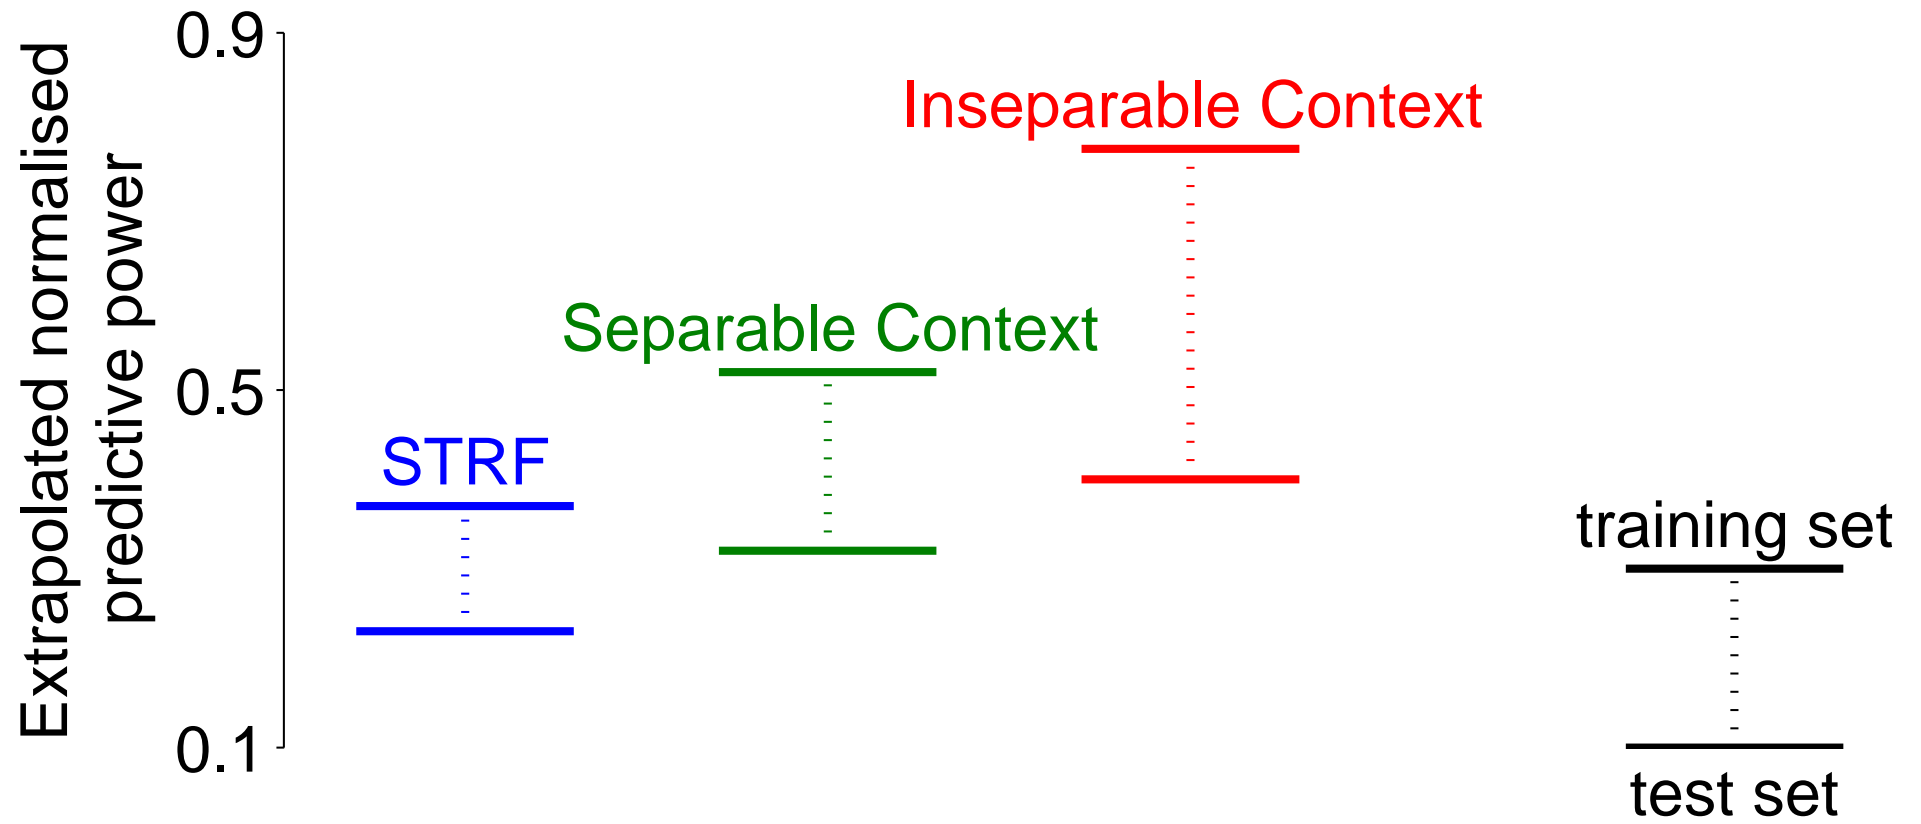 Extrapolated normalised
predictive power
0.9
0.5
0.1
Inseparable Context
Separable Context
STRF
training set
test set